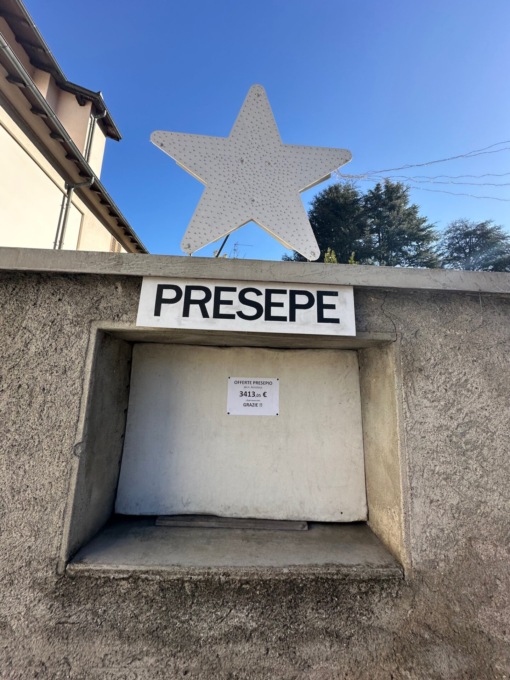 PRESEPE
OFFERTE PRESEPIO
3413,00 €
GRAZIE !!